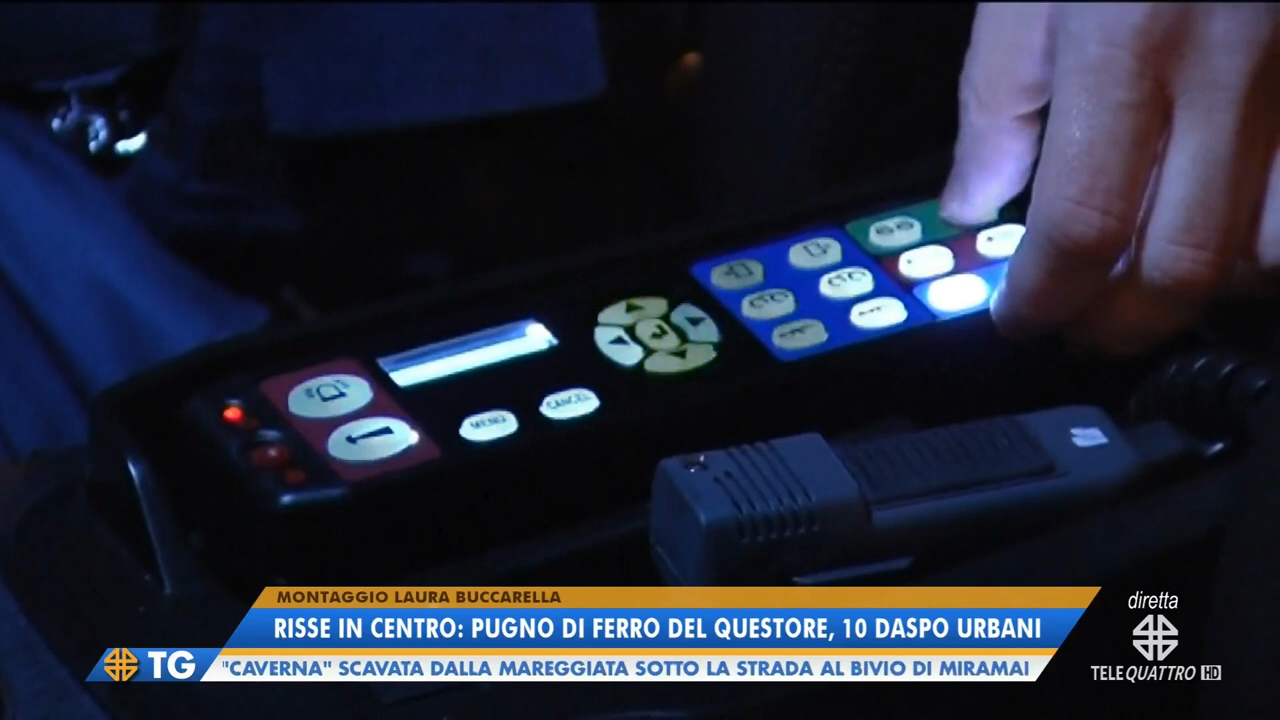 MENU
CANCEL
MONTAGGIO LAURA BUCCARELLA
RISSE IN CENTRO: PUGNO DI FERRO DEL QUESTORE, 10 DASPO URBANI
TG
"CAVERNA" SCAVATA DALLA MAREGGIATA SOTTO LA STRADA AL BIVIO DI MIRAMAI
diretta
TELEQUATTRO HD